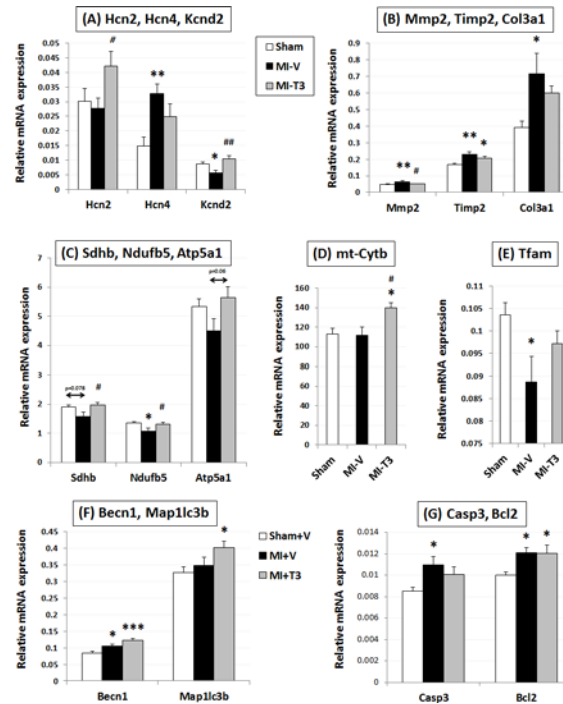 (A) Hcn2, Hcn4, Kcnd2
Relative mRNA expression
0.05
0.045
0.04
0.035
0.03
0.025
0.02
0.015
0.01
0.005
0
#
**
*
##
Hcn2 Hcn4 Kcnd2
Sham
MI-V
MI-T3
(B) Mmp2, Timp2, Col3a1
Relative mRNA expression
0.9
0.8
0.7
0.6
0.5
0.4
0.3
0.2
0.1
0
** #
** *
*
Mmp2 Timp2 Col3a1
(C) Sdhb, Ndufb5, Atp5a1
Relative mRNA expression
7
6
5
4
3
2
1
0
p=0.078
#
* #
p=0.06
Sdhb Ndufb5 Atp5a1
(D) mt-Cytb
Relative mRNA expression
160
140
120
100
80
60
40
20
0
#
*
Sham MI-V MI-T3
(E) Tfam
Relative mRNA expression
0.11
0.105
0.1
0.095
0.09
0.085
0.08
0.075
*
Sham MI-V MI-T3
(F) Becn1, Map1lc3b
Relative mRNA expression
0.45
0.4
0.35
0.3
0.25
0.2
0.15
0.1
0.05
0
* ***
*
Becn1 Map1lc3b
Sham+V
MI+V
MI+T3
(G) Casp3, Bcl2
Relative mRNA expression
0.014
0.012
0.01
0.008
0.006
0.004
0.002
0
*
* *
Casp3 Bcl2